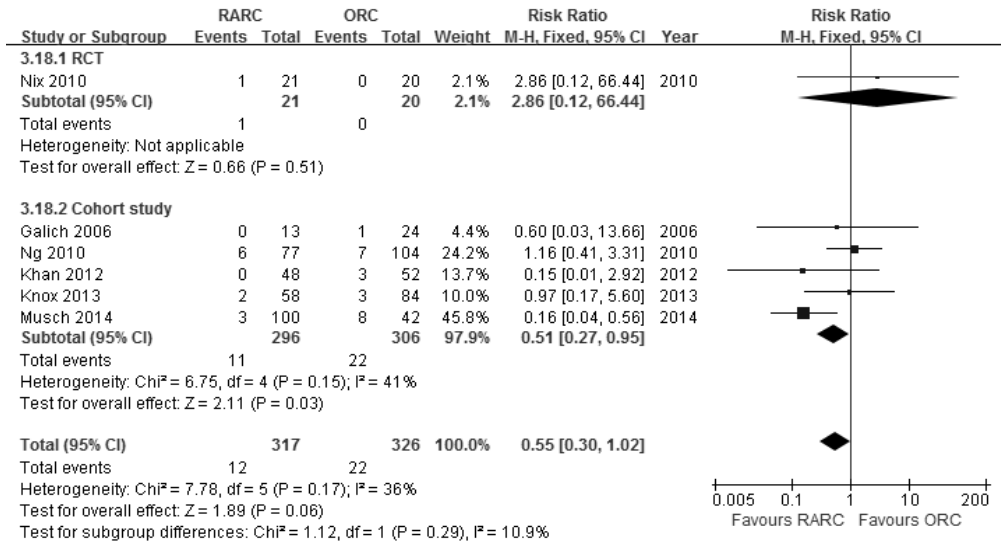 RARC ORC Risk Ratio Risk Ratio
Study or Subgroup Events Total Events Total Weight M-H, Fixed, 95% CI Year M-H, Fixed, 95% CI
3.18.1 RCT
Nix 2010 1 21 0 20 2.1% 2.86 [0.12, 66.44] 2010
Subtotal (95% CI) 21 20 2.1% 2.86 [0.12, 66.44]
Total events 1 0
Heterogeneity: Not applicable
Test for overall effect: Z = 0.66 (P = 0.51)
3.18.2 Cohort study
Galich 2006 0 13 1 24 4.4% 0.60 [0.03, 13.66] 2006
Ng 2010 6 77 7 104 24.2% 1.16 [0.41, 3.31] 2010
Khan 2012 0 48 3 52 13.7% 0.15 [0.01, 2.92] 2012
Knox 2013 2 58 3 84 10.0% 0.97 [0.17, 5.60] 2013
Musch 2014 3 100 8 42 45.8% 0.16 [0.04, 0.56] 2014
Subtotal (95% CI) 296 306 97.9% 0.51 [0.27, 0.95]
Total events 11 22
Heterogeneity: Chi² = 6.75, df = 4 (P = 0.15); I² = 41%
Test for overall effect: Z = 2.11 (P = 0.03)
Total (95% CI) 317 326 100.0% 0.55 [0.30, 1.02]
Total events 12 22
Heterogeneity: Chi² = 7.78, df = 5 (P = 0.17); I² = 36%
Test for overall effect: Z = 1.89 (P = 0.06)
Test for subgroup differences: Chi² = 1.12, df = 1 (P = 0.29), I² = 10.9%
0.005 0.1 1 10 200
Favours RARC Favours ORC